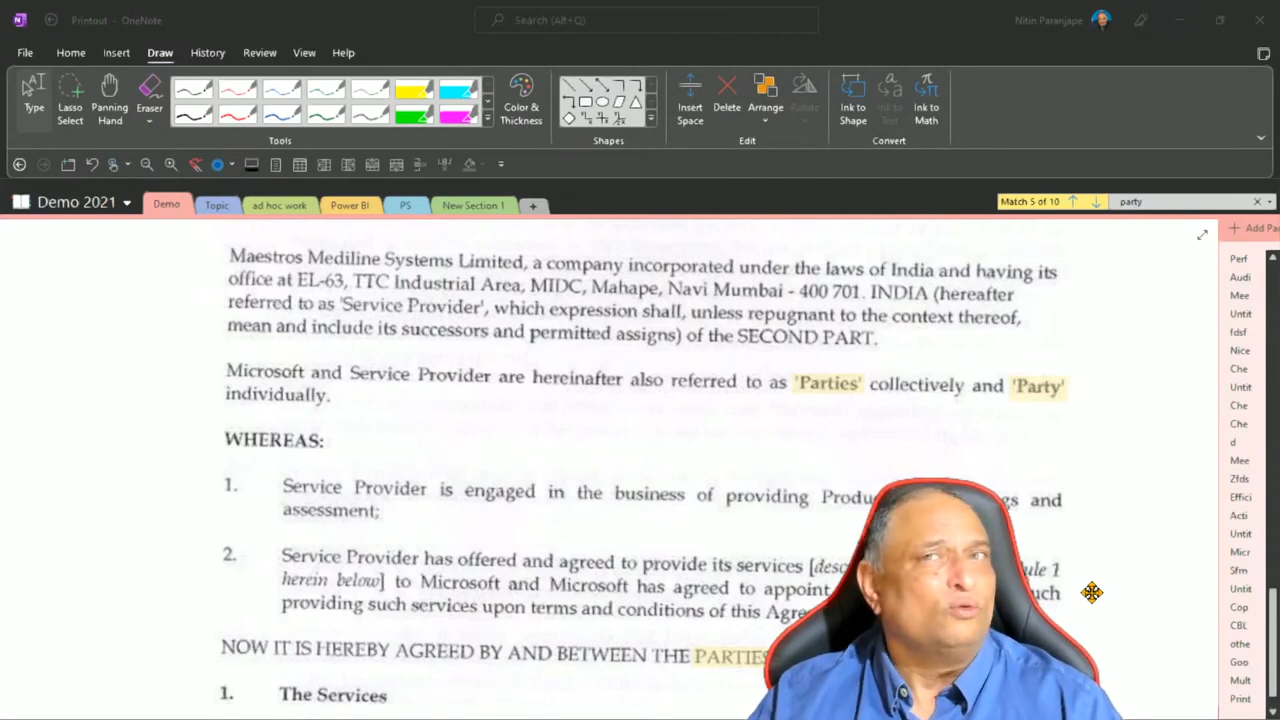 Printout - OneNote
Search (Alt+Q)
Nitin Paranjape
File Home Insert Draw History Review View Help
Type
Lasso Select
Panning Hand
Eraser
Color & Thickness
Insert Space
Delete
Arrange
Rotate
Ink to Shape
Ink to Text
Ink to Math
Tools Shapes Edit Convert
Demo 2021
Demo Topic ad hoc work Power BI PS New Section 1
Match 5 of 10 party
Add Pa
Maestros Mediline Systems Limited, a company incorporated under the laws of India and having its
office at EL-63, TTC Industrial Area, MIDC, Mahape, Navi Mumbai - 400 701. INDIA (hereafter
referred to as 'Service Provider', which expression shall, unless repugnant to the context thereof,
mean and include its successors and permitted assigns) of the SECOND PART.
Microsoft and Service Provider are hereinafter also referred to as 'Parties' collectively and 'Party'
individually.
WHEREAS:
1. Service Provider is engaged in the business of providing Produ gs and
assessment;
2. Service Provider has offered and agreed to provide its services [desc ule 1
herein below] to Microsoft and Microsoft has agreed to appoint uch
providing such services upon terms and conditions of this Agre
NOW IT IS HEREBY AGREED BY AND BETWEEN THE PARTIES
1. The Services
Perf
Audi
Mee
Untit
fdsf
Nice
Che
Untit
Che
Che
d
Mee
Zfds
Effici
Acti
Untit
Micr
Sfm
Untit
Cop
CBL
othe
Goo
Mult
Print